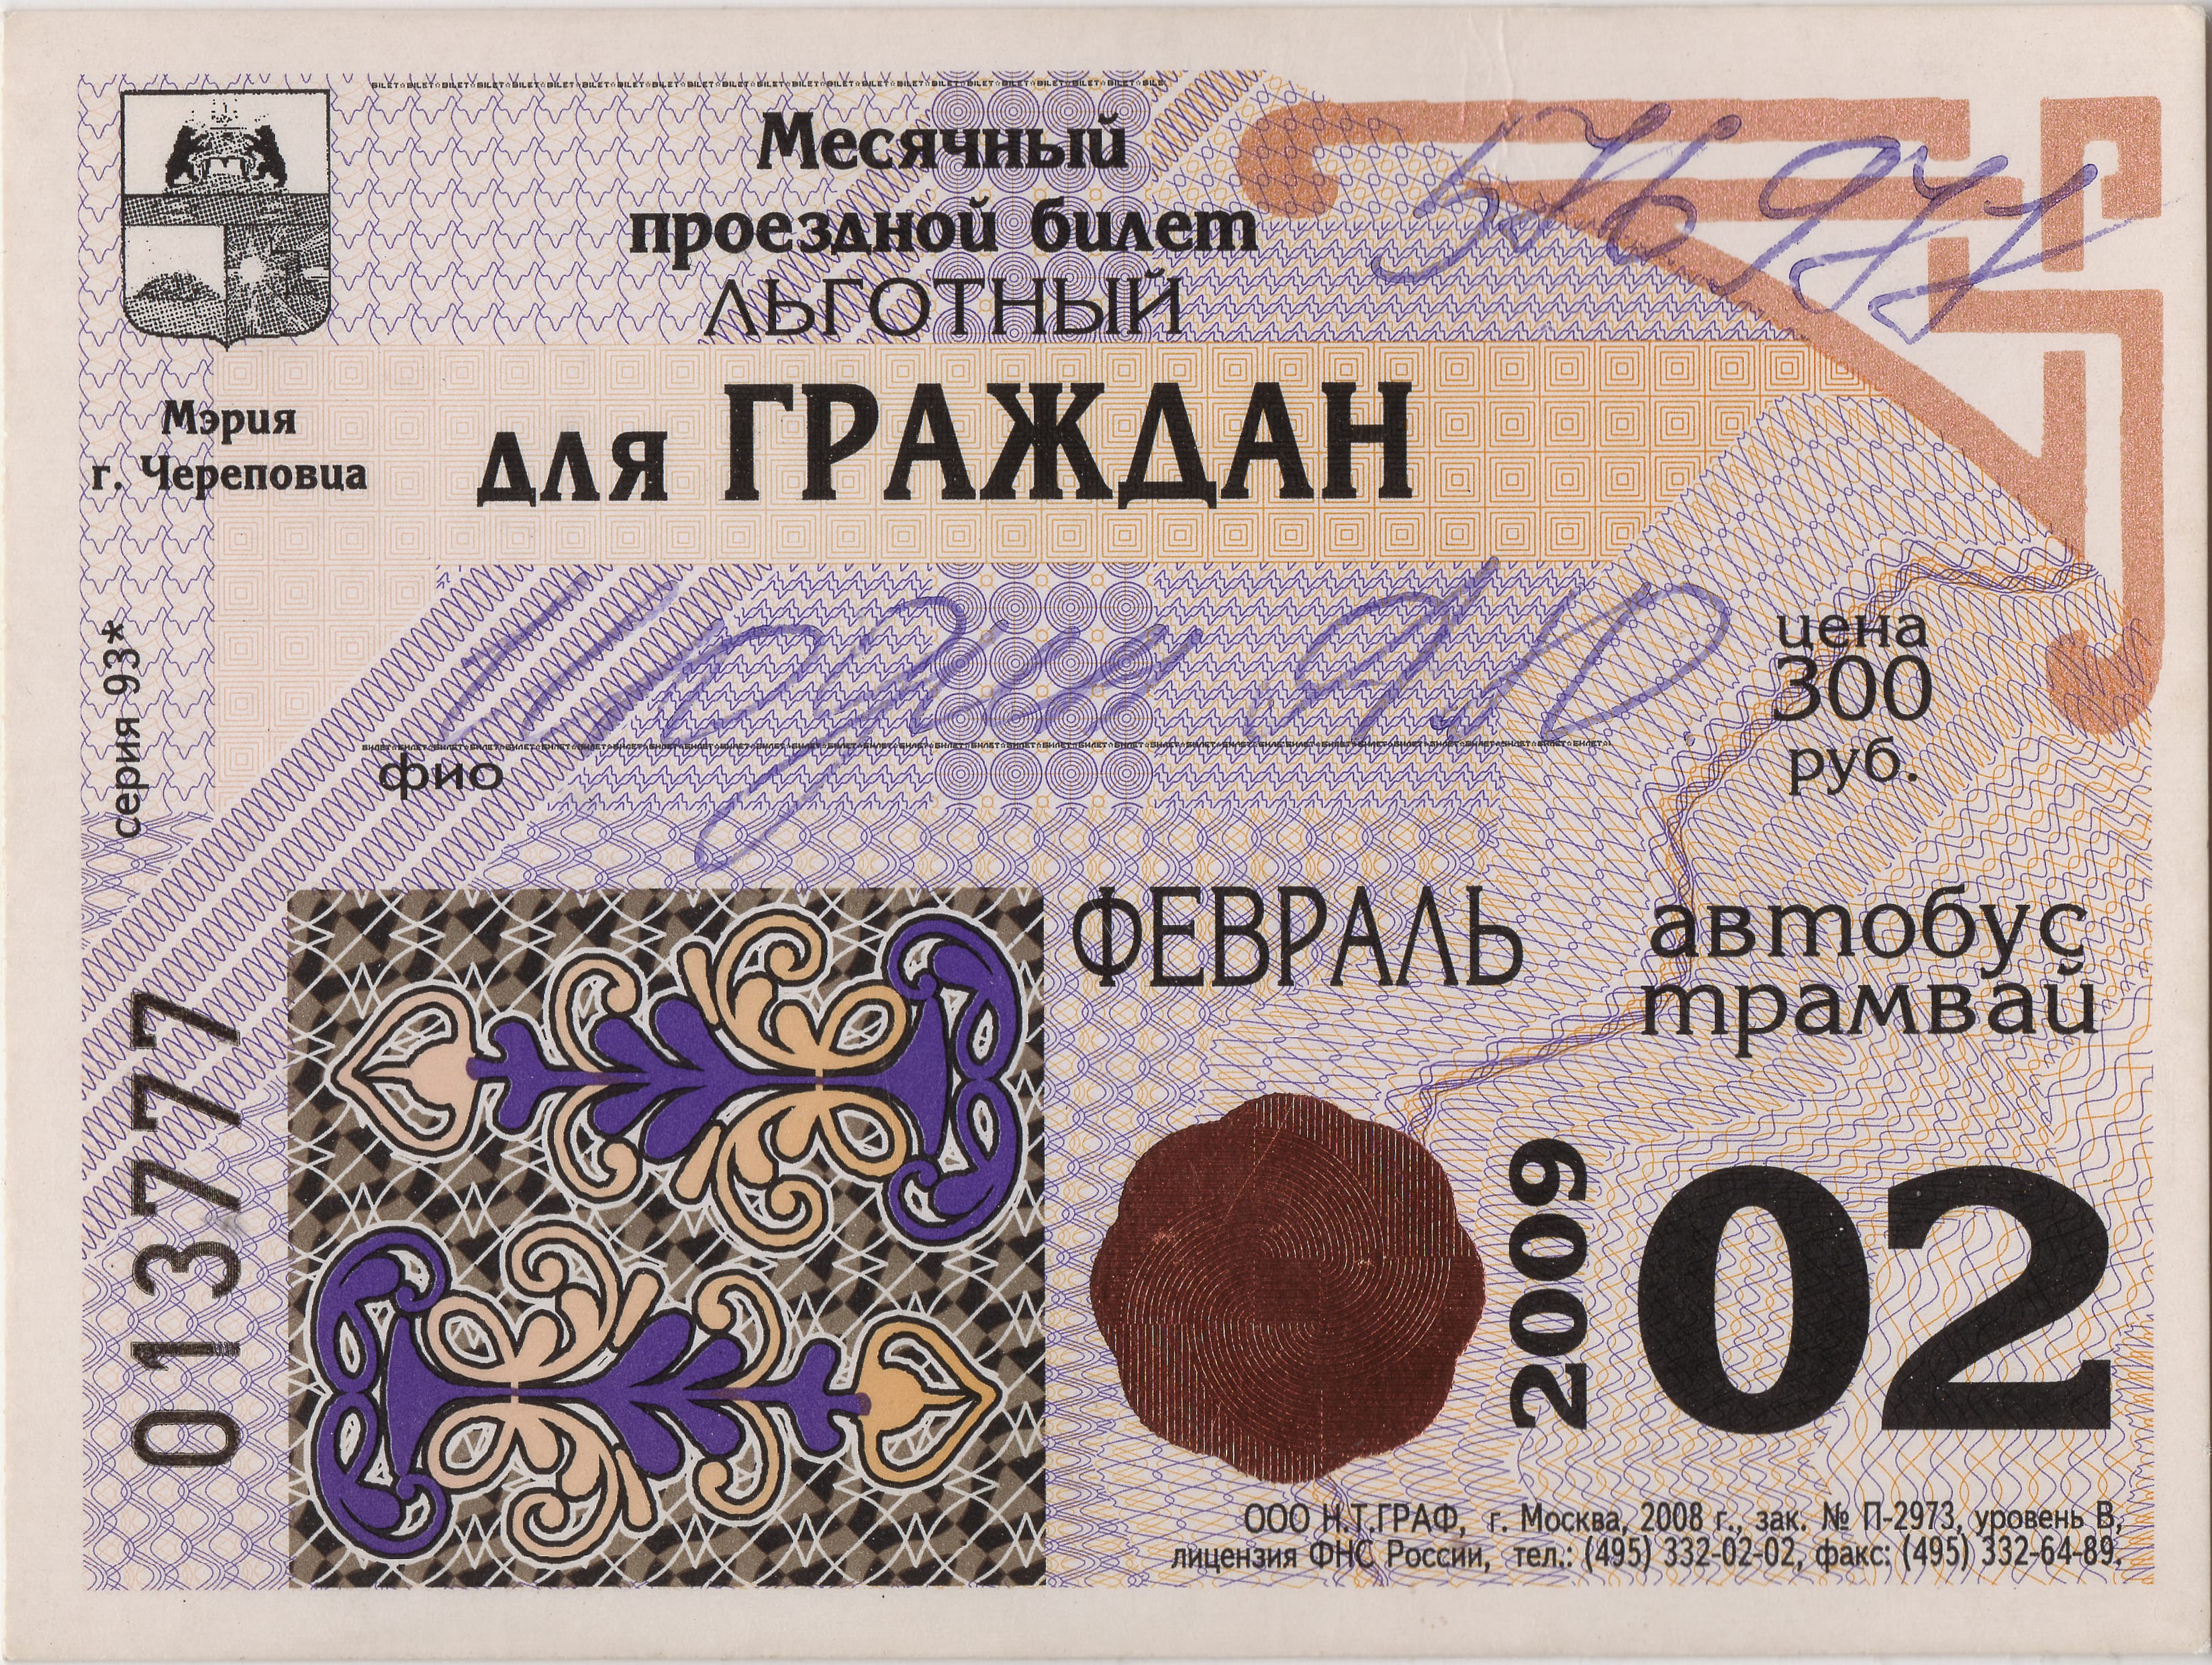 Месячный
проездной билет
ЛЬГОТНЫЙ
576977
Мэрия
г. Череповца
для ГРАЖДАН
цена
300
руб.
фио
серия 93*
013777
ФЕВРАЛЬ
автобус
трамвай
2009
02
ООО Н.Т.ГРАФ, г. Москва, 2008 г., зак. № П-2973, уровень В,
лицензия ФНС России, тел.: (495) 332-02-02, факс: (495) 332-64-89.